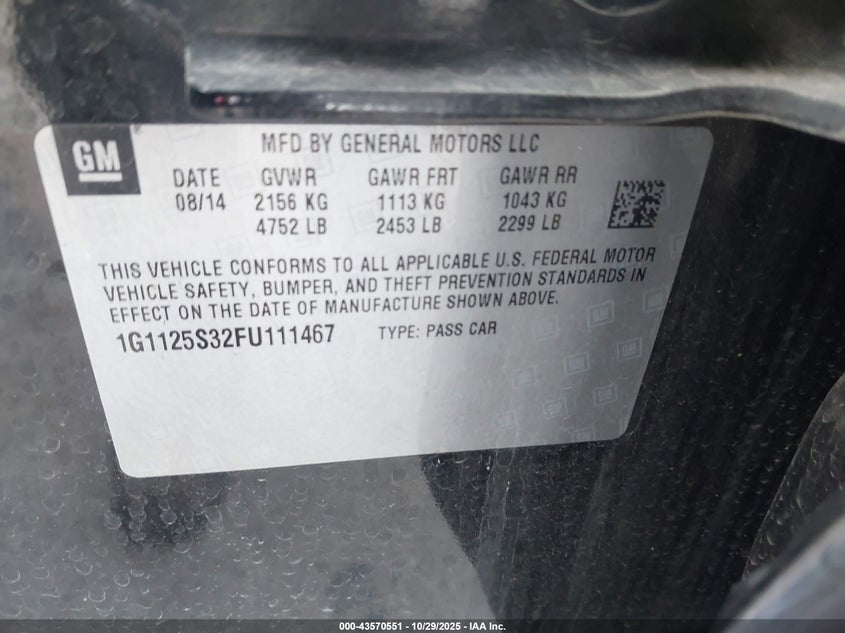 GM
MFD BY GENERAL MOTORS LLC
DATE GVWR GAWR FRT GAWR RR
08/14 2156 KG 1113 KG 1043 KG
4752 LB 2453 LB 2299 LB
THIS VEHICLE CONFORMS TO ALL APPLICABLE U.S. FEDERAL MOTOR
VEHICLE SAFETY, BUMPER, AND THEFT PREVENTION STANDARDS IN
EFFECT ON THE DATE OF MANUFACTURE SHOWN ABOVE.
1G1125S32FU111467 TYPE: PASS CAR
000-43570551 - 10/29/2025 - IAA Inc.